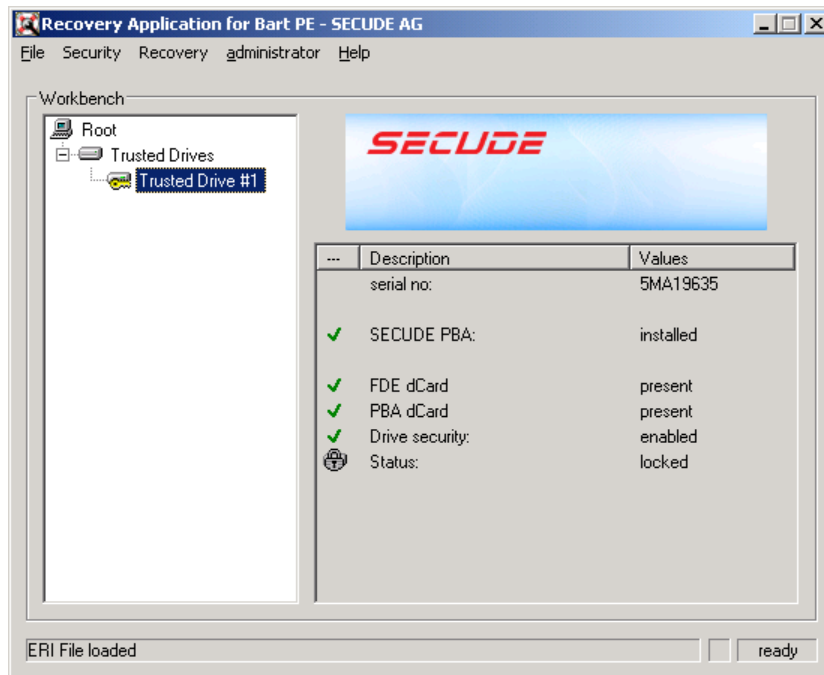 Recovery Application for Bart PE - SECUDE AG
File Security Recovery administrator Help
Workbench
Root
Trusted Drives
Trusted Drive #1
SECUDE
--- Description Values
serial no: 5MA19635
SECUDE PBA: installed
FDE dCard present
PBA dCard present
Drive security: enabled
Status: locked
ERI File loaded ready